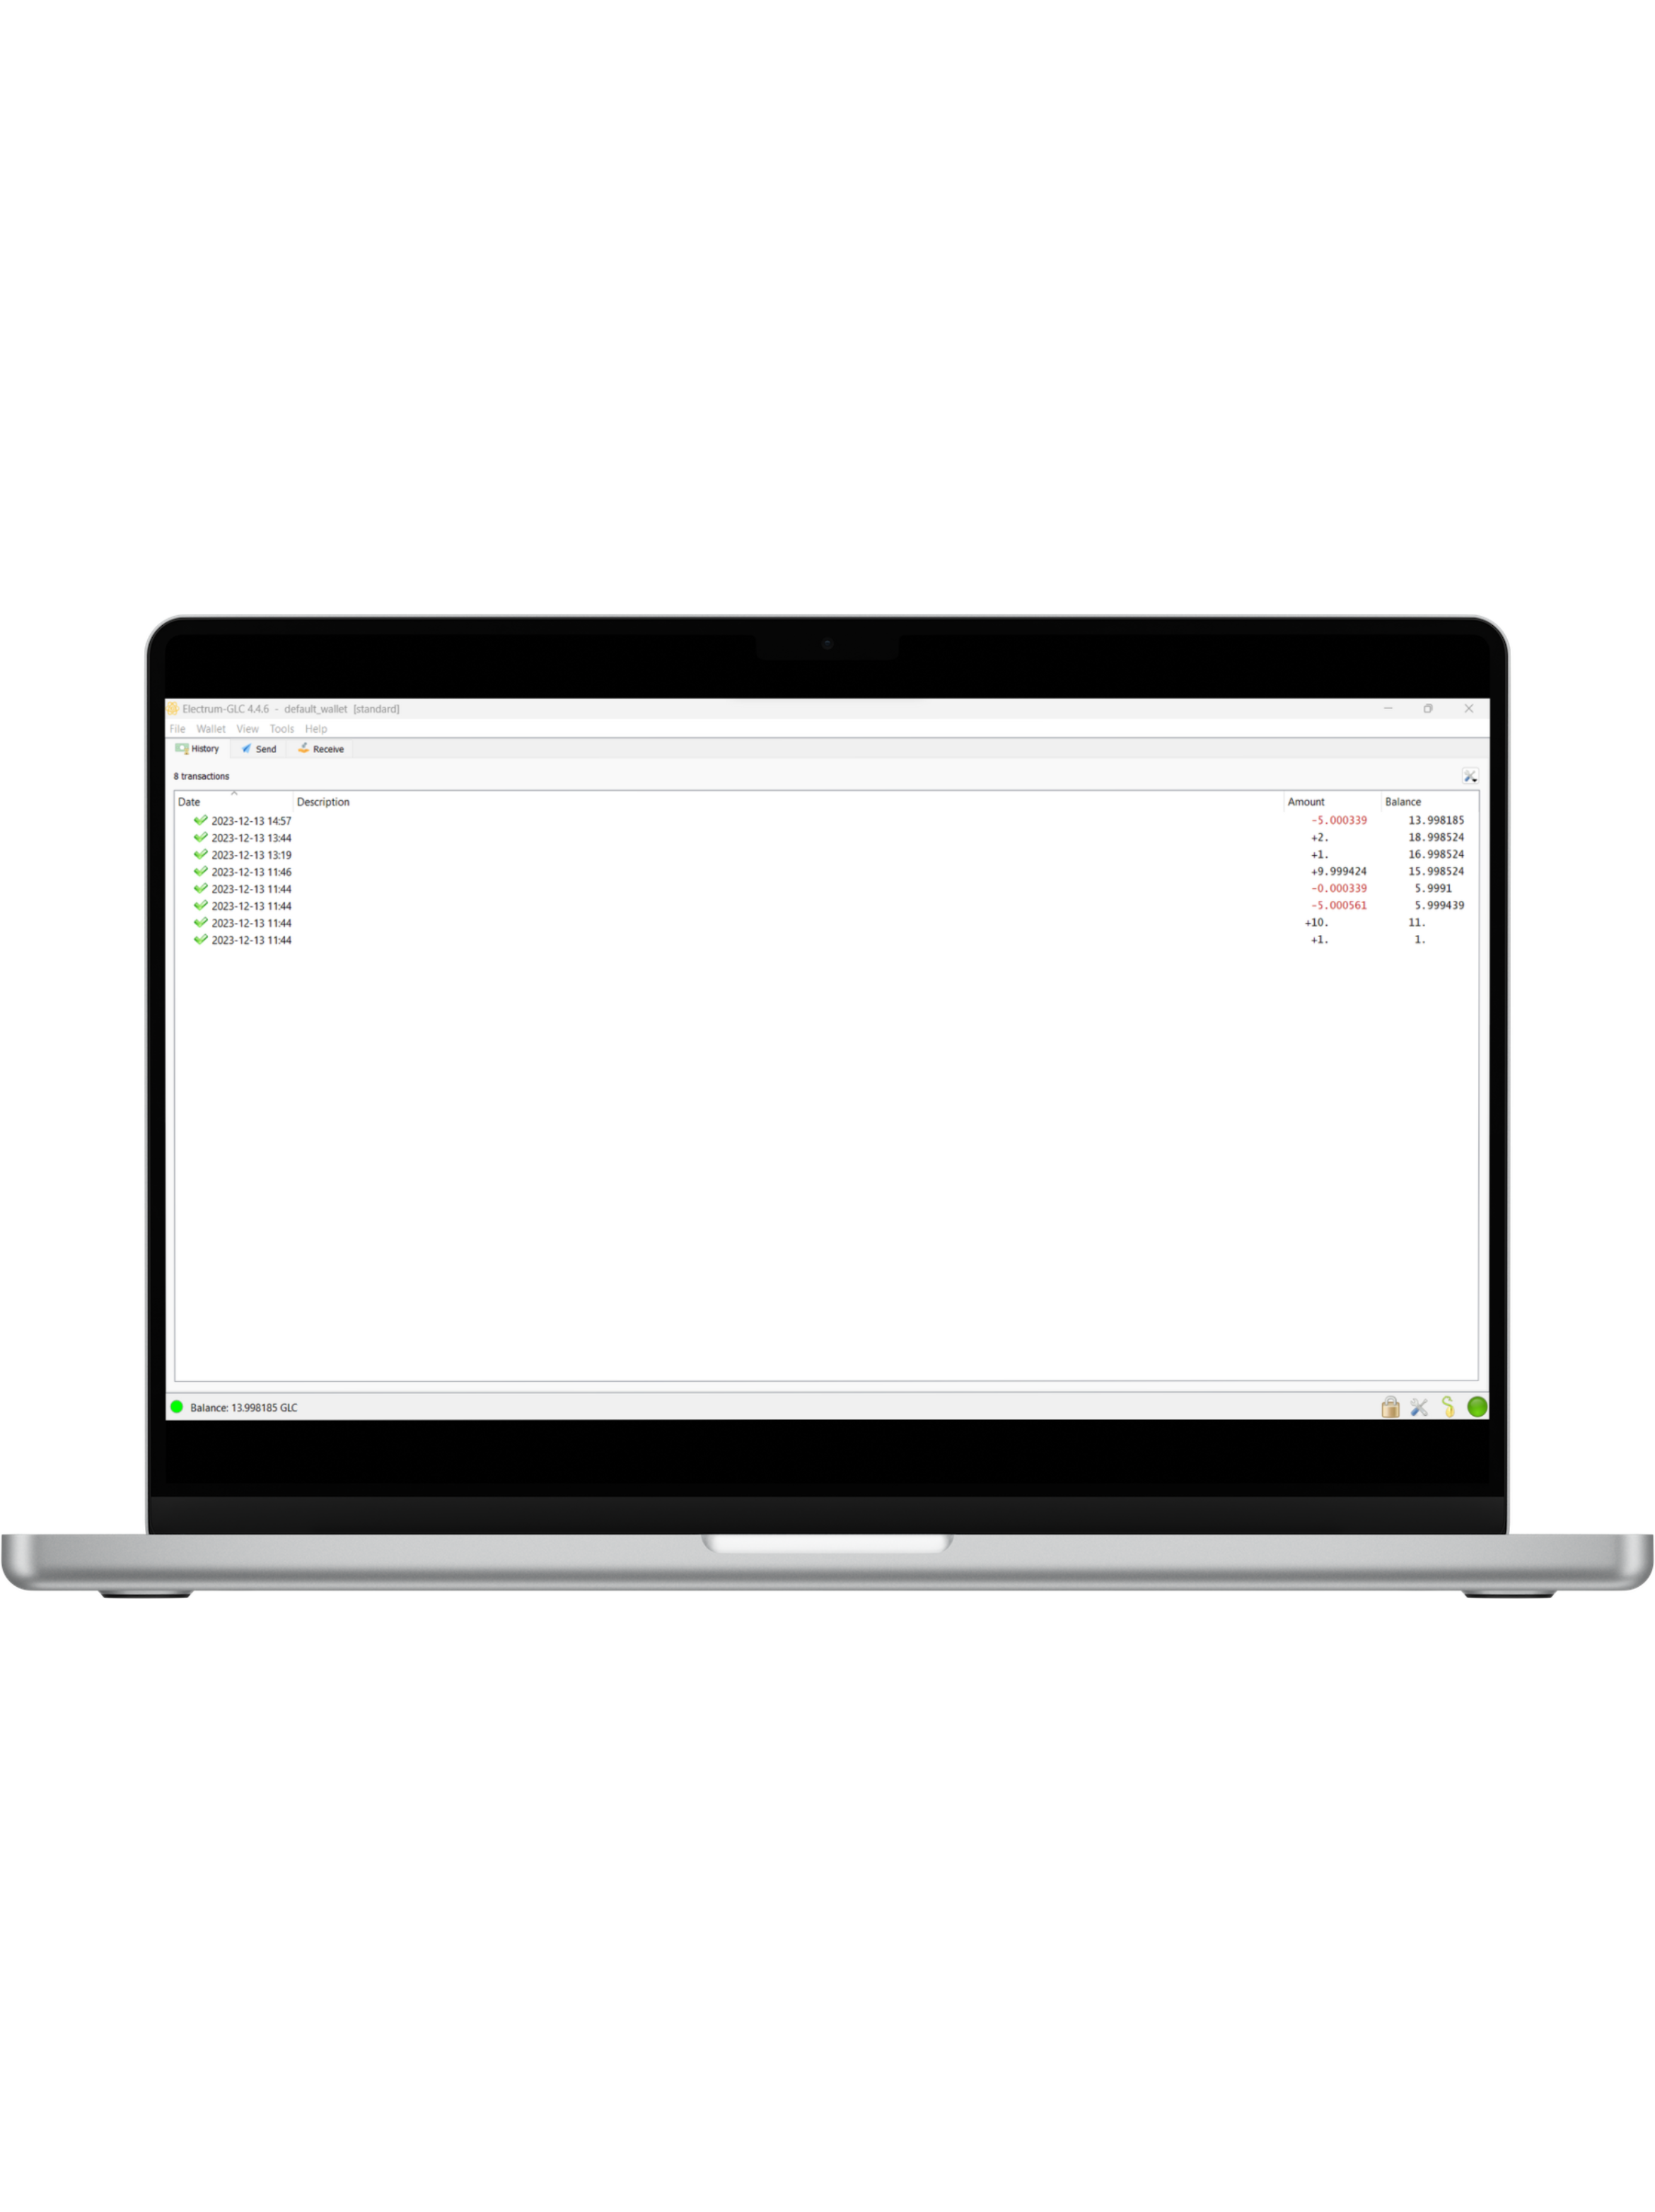 Electrum-GLC 4.4.6 - default_wallet [standard]
File Wallet View Tools Help
History Send Receive
8 transactions
Date Description Amount Balance
2023-12-13 14:57 -5.000339 13.998185
2023-12-13 13:44 +2. 18.998524
2023-12-13 13:19 +1. 16.998524
2023-12-13 11:46 +9.999424 15.998524
2023-12-13 11:44 -0.000339 5.9991
2023-12-13 11:44 -5.000561 5.999439
2023-12-13 11:44 +10. 11.
2023-12-13 11:44 +1. 1.
Balance: 13.998185 GLC